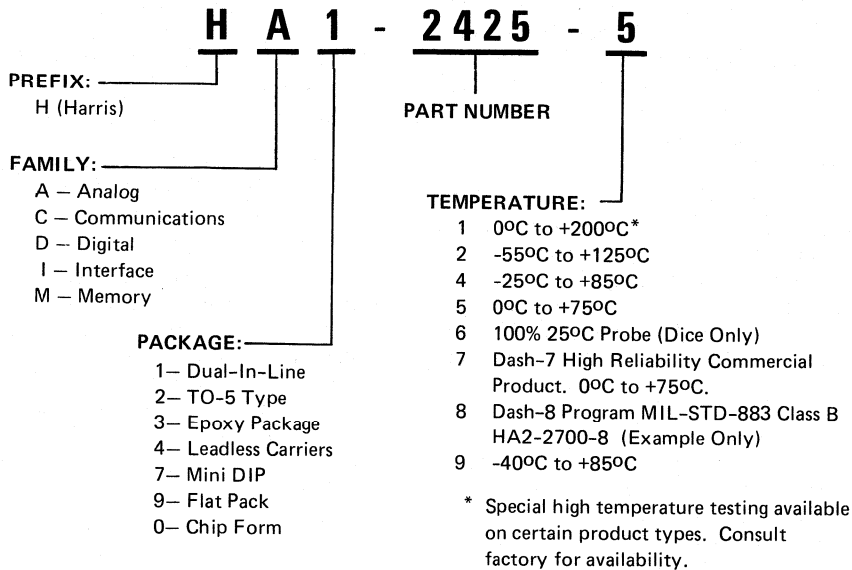 H A 1 - 2425 - 5
PREFIX:
H (Harris)
PART NUMBER
FAMILY:
A — Analog
C — Communications
D — Digital
I — Interface
M — Memory
PACKAGE:
1— Dual-In-Line
2— TO-5 Type
3— Epoxy Package
4— Leadless Carriers
7— Mini DIP
9— Flat Pack
0— Chip Form
TEMPERATURE:
1 0ºC to +200ºC*
2 -55ºC to +125ºC
4 -25ºC to +85ºC
5 0ºC to +75ºC
6 100% 25ºC Probe (Dice Only)
7 Dash-7 High Reliability Commercial
Product. 0ºC to +75ºC.
8 Dash-8 Program MIL-STD-883 Class B
HA2-2700-8 (Example Only)
9 -40ºC to +85ºC
* Special high temperature testing available
on certain product types. Consult
factory for availability.